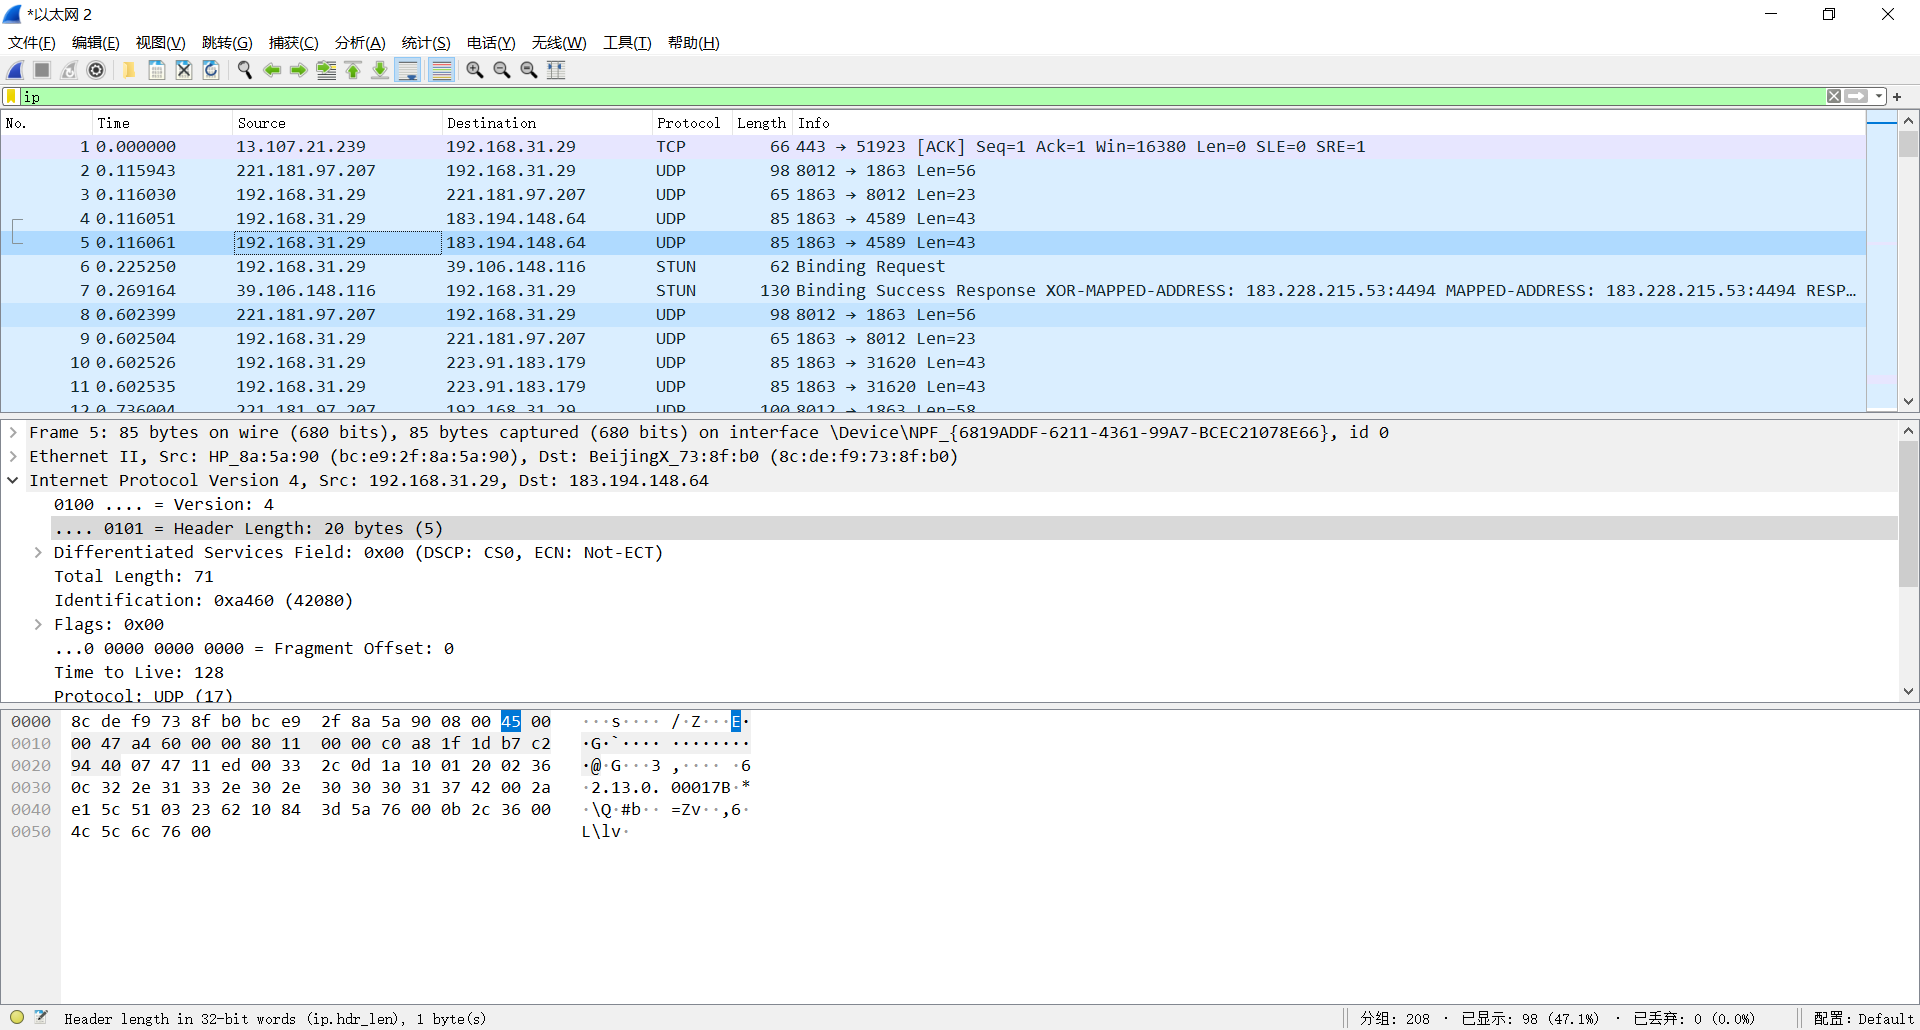 *以太网 2
文件(F) 编辑(E) 视图(V) 跳转(G) 捕获(C) 分析(A) 统计(S) 电话(Y) 无线(W) 工具(T) 帮助(H)
ip
No. Time Source Destination Protocol Length Info
1 0.000000 13.107.21.239 192.168.31.29 TCP 66 443 → 51923 [ACK] Seq=1 Ack=1 Win=16380 Len=0 SLE=0 SRE=1
2 0.115943 221.181.97.207 192.168.31.29 UDP 98 8012 → 1863 Len=56
3 0.116030 192.168.31.29 221.181.97.207 UDP 65 1863 → 8012 Len=23
4 0.116051 192.168.31.29 183.194.148.64 UDP 85 1863 → 4589 Len=43
5 0.116061 192.168.31.29 183.194.148.64 UDP 85 1863 → 4589 Len=43
6 0.225250 192.168.31.29 39.106.148.116 STUN 62 Binding Request
7 0.269164 39.106.148.116 192.168.31.29 STUN 130 Binding Success Response XOR-MAPPED-ADDRESS: 183.228.215.53:4494 MAPPED-ADDRESS: 183.228.215.53:4494 RESP…
8 0.602399 221.181.97.207 192.168.31.29 UDP 98 8012 → 1863 Len=56
9 0.602504 192.168.31.29 221.181.97.207 UDP 65 1863 → 8012 Len=23
10 0.602526 192.168.31.29 223.91.183.179 UDP 85 1863 → 31620 Len=43
11 0.602535 192.168.31.29 223.91.183.179 UDP 85 1863 → 31620 Len=43
12 0.736004 221.181.97.207 192.168.31.29 UDP 100 8012 → 1863 Len=58
Frame 5: 85 bytes on wire (680 bits), 85 bytes captured (680 bits) on interface \Device\NPF_{6819ADDF-6211-4361-99A7-BCEC21078E66}, id 0
Ethernet II, Src: HP_8a:5a:90 (bc:e9:2f:8a:5a:90), Dst: BeijingX_73:8f:b0 (8c:de:f9:73:8f:b0)
Internet Protocol Version 4, Src: 192.168.31.29, Dst: 183.194.148.64
0100 .... = Version: 4
.... 0101 = Header Length: 20 bytes (5)
Differentiated Services Field: 0x00 (DSCP: CS0, ECN: Not-ECT)
Total Length: 71
Identification: 0xa460 (42080)
Flags: 0x00
...0 0000 0000 0000 = Fragment Offset: 0
Time to Live: 128
Protocol: UDP (17)
0000 8c de f9 73 8f b0 bc e9 2f 8a 5a 90 08 00 45 00 ···s···· /·Z···E·
0010 00 47 a4 60 00 00 80 11 00 00 c0 a8 1f 1d b7 c2 ·G·`···· ········
0020 94 40 07 47 11 ed 00 33 2c 0d 1a 10 01 20 02 36 ·@·G···3 ,···· ·6
0030 0c 32 2e 31 33 2e 30 2e 30 30 30 31 37 42 00 2a ·2.13.0. 00017B·*
0040 e1 5c 51 03 23 62 10 84 3d 5a 76 00 0b 2c 36 00 ·\Q·#b·· =Zv··,6·
0050 4c 5c 6c 76 00 L\lv·
Header length in 32-bit words (ip.hdr_len), 1 byte(s) 分组: 208 · 已显示: 98 (47.1%) · 已丢弃: 0 (0.0%) 配置: Default